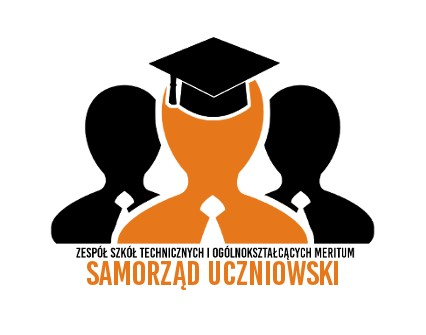 ZESPÓŁ SZKÓŁ TECHNICZNYCH I OGÓLNOKSZTAŁCĄCYCH MERITUM
SAMORZĄD UCZNIOWSKI